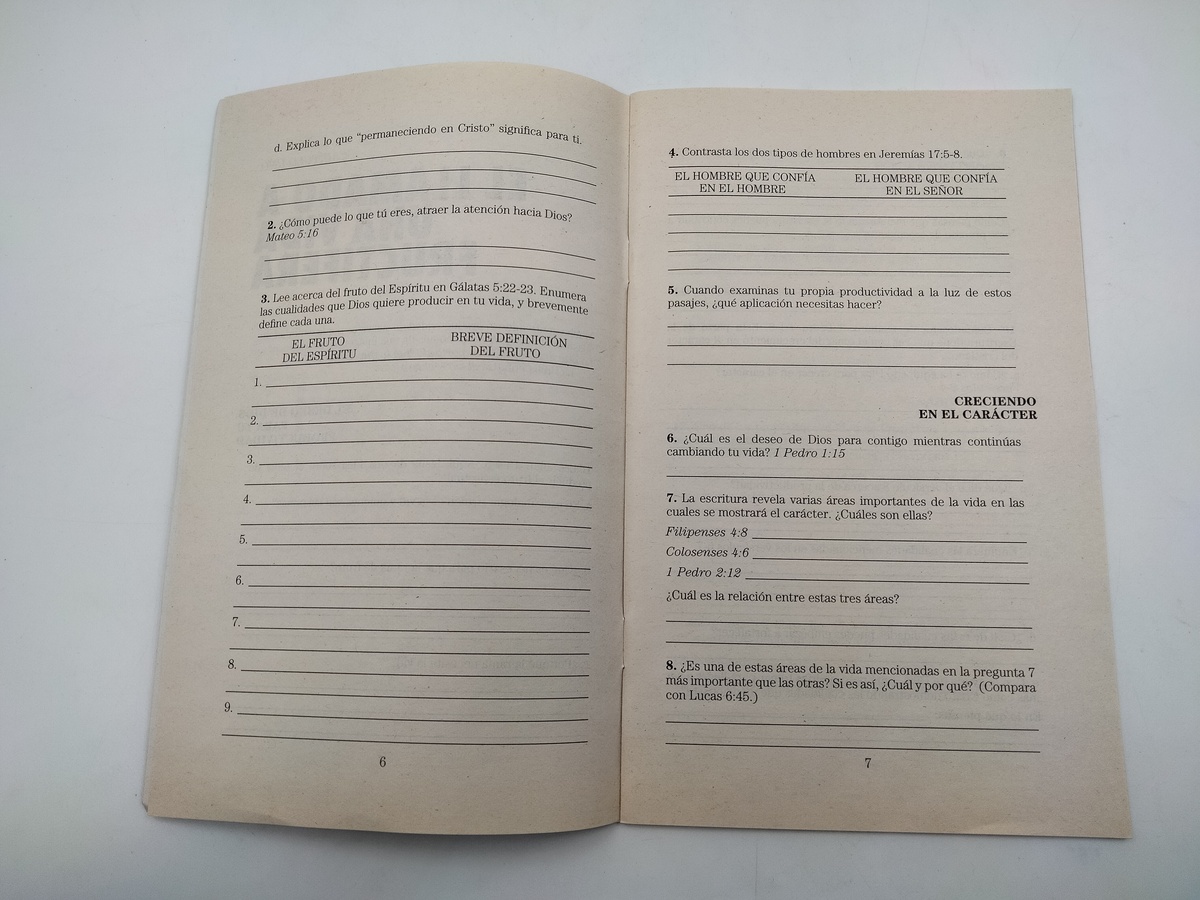 d. Explica lo que "permaneciendo en Cristo" significa para ti.
2. ¿Cómo puede lo que tú eres, atraer la atención hacia Dios?
Mateo 5:16
3. Lee acerca del fruto del Espíritu en Gálatas 5:22-23. Enumera
las cualidades que Dios quiere producir en tu vida, y brevemente
define cada una.
EL FRUTO
DEL ESPÍRITU
BREVE DEFINICIÓN
DEL FRUTO
1.
2.
3.
4.
5.
6.
7.
8.
9.
6
4. Contrasta los dos tipos de hombres en Jeremías 17:5-8.
EL HOMBRE QUE CONFÍA
EN EL HOMBRE
EL HOMBRE QUE CONFÍA
EN EL SEÑOR
5. Cuando examinas tu propia productividad a la luz de estos
pasajes, ¿qué aplicación necesitas hacer?
CRECIENDO
EN EL CARÁCTER
6. ¿Cuál es el deseo de Dios para contigo mientras continúas
cambiando tu vida? 1 Pedro 1:15
7. La escritura revela varias áreas importantes de la vida en las
cuales se mostrará el carácter. ¿Cuáles son ellas?
Filipenses 4:8
Colosenses 4:6
1 Pedro 2:12
¿Cuál es la relación entre estas tres áreas?
8. ¿Es una de estas áreas de la vida mencionadas en la pregunta 7
más importante que las otras? Si es así, ¿Cuál y por qué? (Compara
con Lucas 6:45.)
7